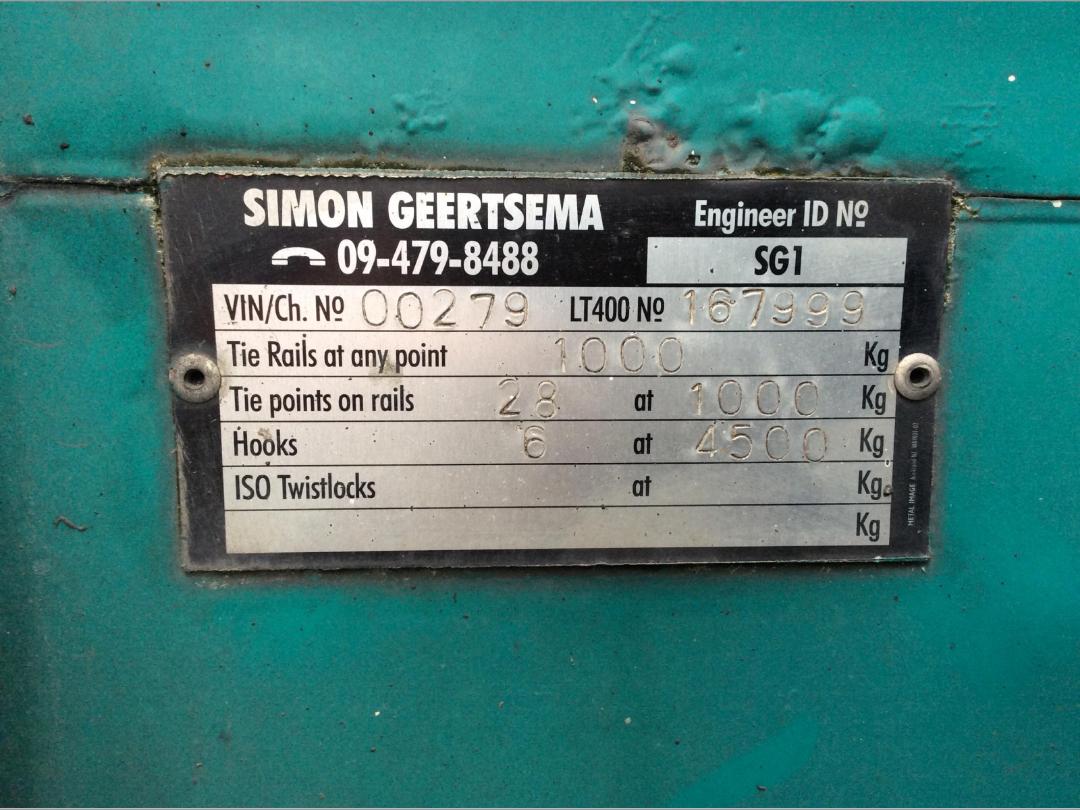 SIMON GEERTSEMA
09-479-8488
Engineer ID Nº
SG1
VIN/Ch. Nº 00279 LT400 Nº 167999
Tie Rails at any point 1000 Kg
Tie points on rails 28 at 1000 Kg
Hooks 6 at 4500 Kg
ISO Twistlocks at Kg
Kg
METAL IMAGE